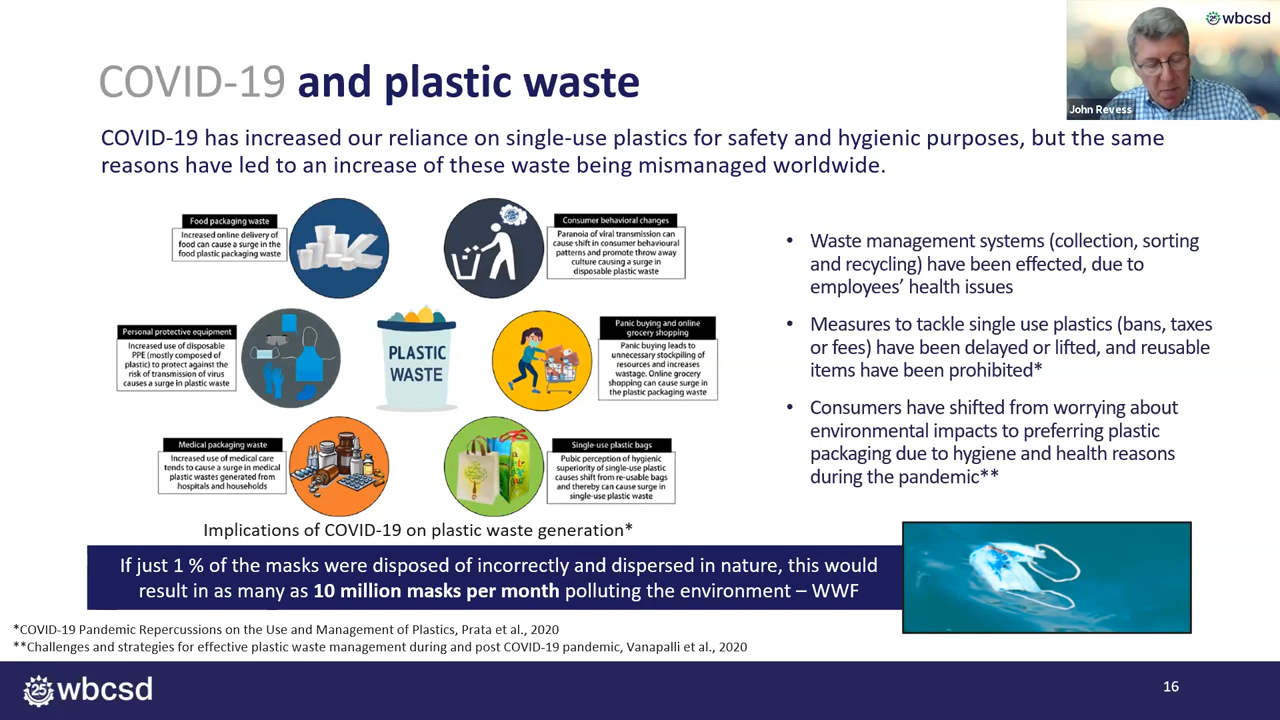 25 wbcsd
John Revess
COVID-19 and plastic waste
COVID-19 has increased our reliance on single-use plastics for safety and hygienic purposes, but the same
reasons have led to an increase of these waste being mismanaged worldwide.
Food packaging waste
Increased online delivery of
food can cause a surge in the
food plastic packaging waste
Consumer behavioral changes
Paranoia of viral transmission can
cause shift in consumer behavioural
patterns and promote throw away
culture causing a surge in
disposable plastic waste
Personal protective equipment
Increased use of disposable
PPE (mostly composed of
plastic) to protect against the
risk of transmission of virus
causes a surge in plastic waste
PLASTIC
WASTE
Panic buying and online
grocery shopping
Panic buying leads to
unnecessary stockpiling of
resources and increases
wastage. Online grocery
shopping can cause surge in
the plastic packaging waste
Medical packaging waste
Increased use of medical care
tends to cause a surge in medical
plastic wastes generated from
hospitals and households
Single-use plastic bags
Pubic perception of hygienic
superiority of single-use plastic
causes shift from re-usable bags
and thereby can cause surge in
single-use plastic waste
Implications of COVID-19 on plastic waste generation*
• Waste management systems (collection, sorting
and recycling) have been effected, due to
employees’ health issues
• Measures to tackle single use plastics (bans, taxes
or fees) have been delayed or lifted, and reusable
items have been prohibited*
• Consumers have shifted from worrying about
environmental impacts to preferring plastic
packaging due to hygiene and health reasons
during the pandemic**
If just 1 % of the masks were disposed of incorrectly and dispersed in nature, this would
result in as many as 10 million masks per month polluting the environment – WWF
*COVID-19 Pandemic Repercussions on the Use and Management of Plastics, Prata et al., 2020
**Challenges and strategies for effective plastic waste management during and post COVID-19 pandemic, Vanapalli et al., 2020
25 wbcsd
16